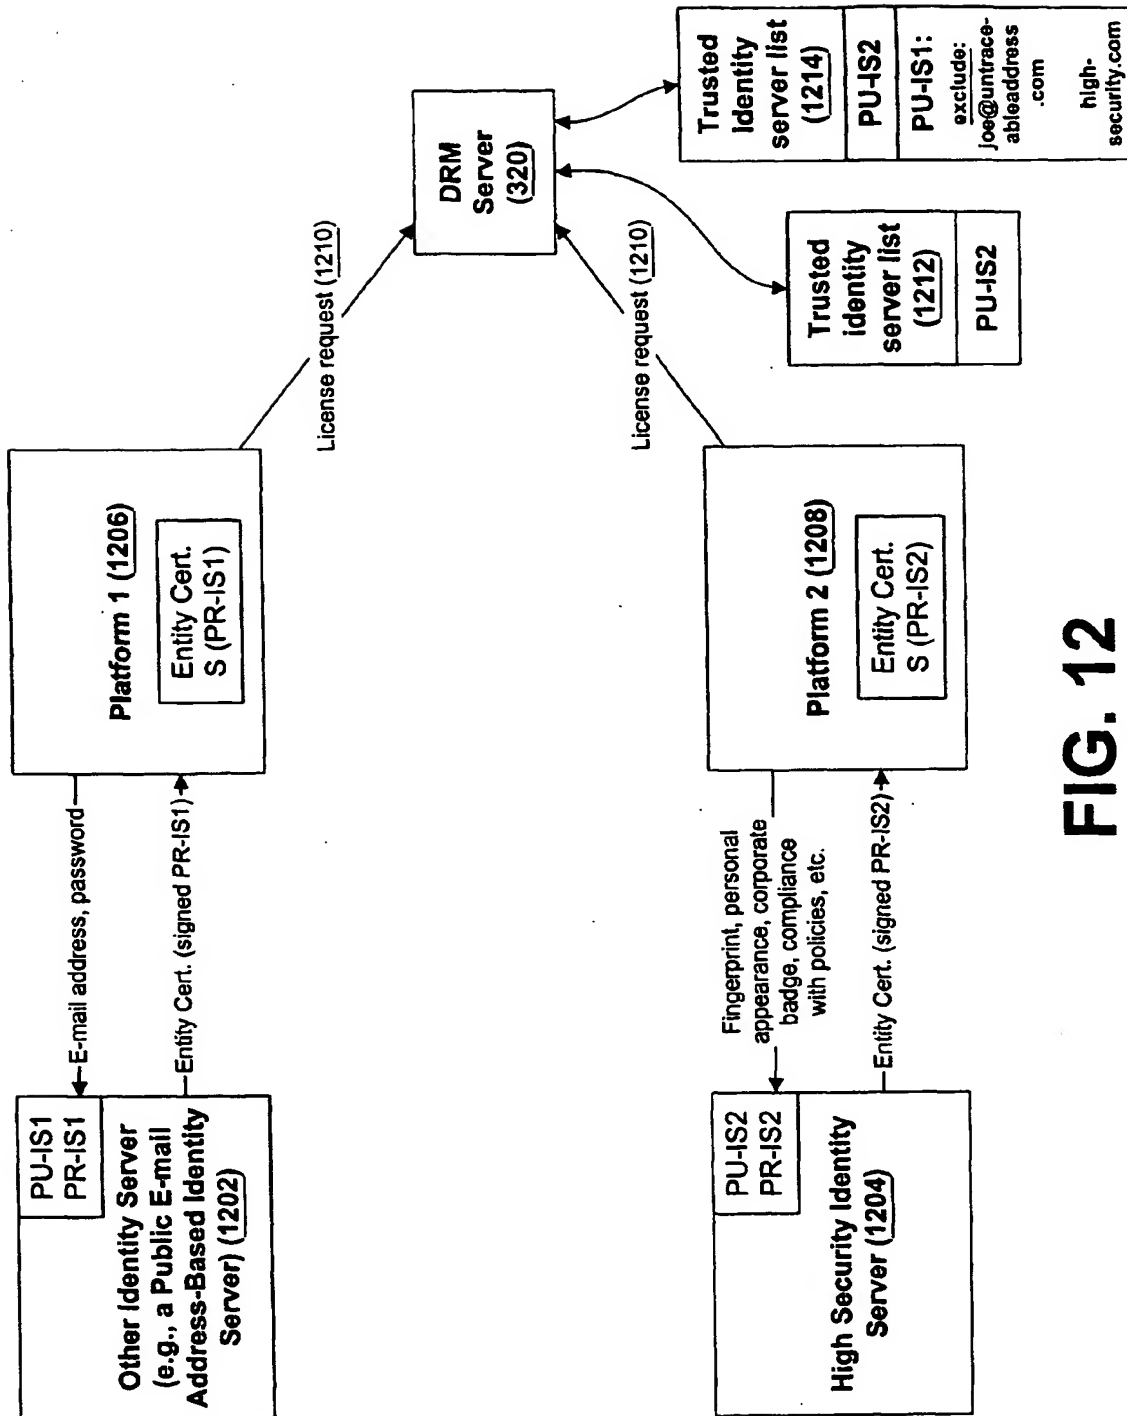 PU-IS1
PR-IS1
Other Identity Server
(e.g., a Public E-mail
Address-Based Identity
Server) (1202)
E-mail address, password
Entity Cert. (signed PR-IS1)
Platform 1 (1206)
Entity Cert.
S (PR-IS1)
License request (1210)
PU-IS2
PR-IS2
High Security Identity
Server (1204)
Fingerprint, personal
appearance, corporate
badge, compliance
with policies, etc.
Entity Cert. (signed PR-IS2)
Platform 2 (1208)
Entity Cert.
S (PR-IS2)
License request (1210)
DRM
Server
(320)
Trusted
identity
server list
(1212)
PU-IS2
Trusted
identity
server list
(1214)
PU-IS2
PU-IS1:
exclude:
joe@untrace-
ableaddress
.com
high-
security.com
FIG. 12